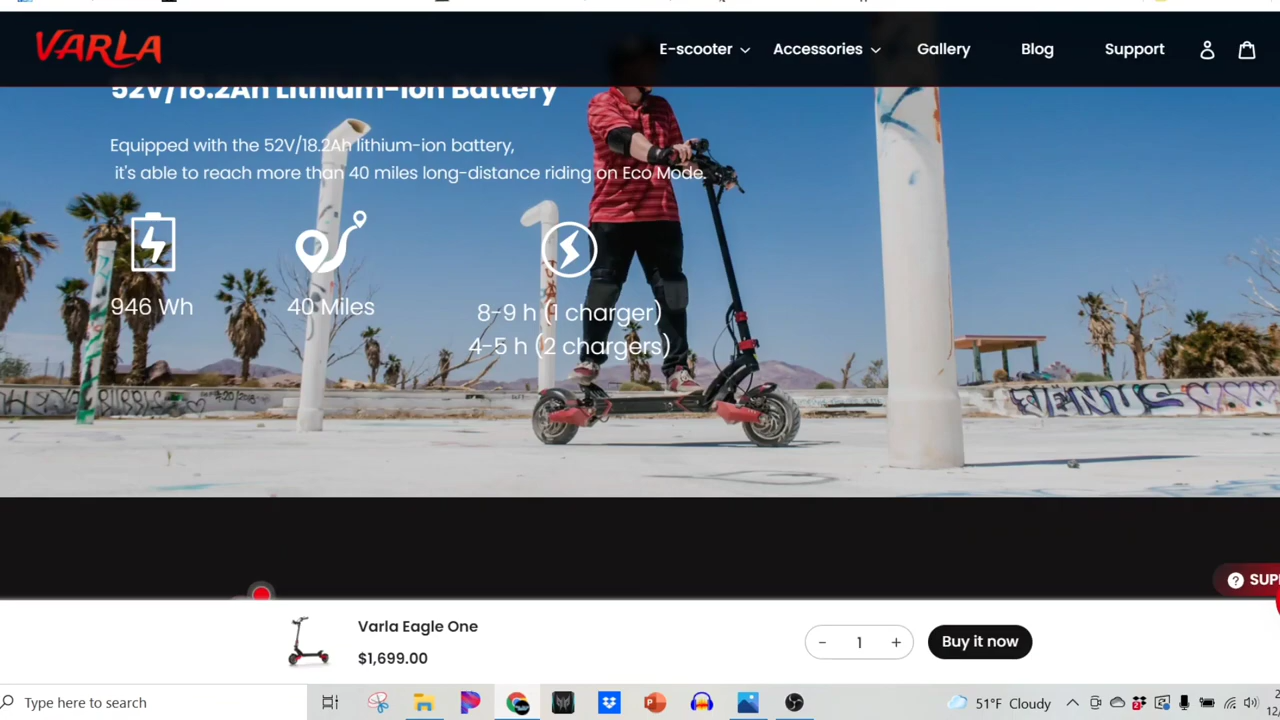 VARLA
E-scooter
Accessories
Gallery
Blog
Support
52V/18.2Ah Lithium-ion Battery
Equipped with the 52V/18.2Ah lithium-ion battery,
it's able to reach more than 40 miles long-distance riding on Eco Mode.
946 Wh
40 Miles
8-9 h (1 charger)
4-5 h (2 chargers)
VENUS
SUP
Varla Eagle One
$1,699.00
- 1 +
Buy it now
Type here to search
51°F Cloudy